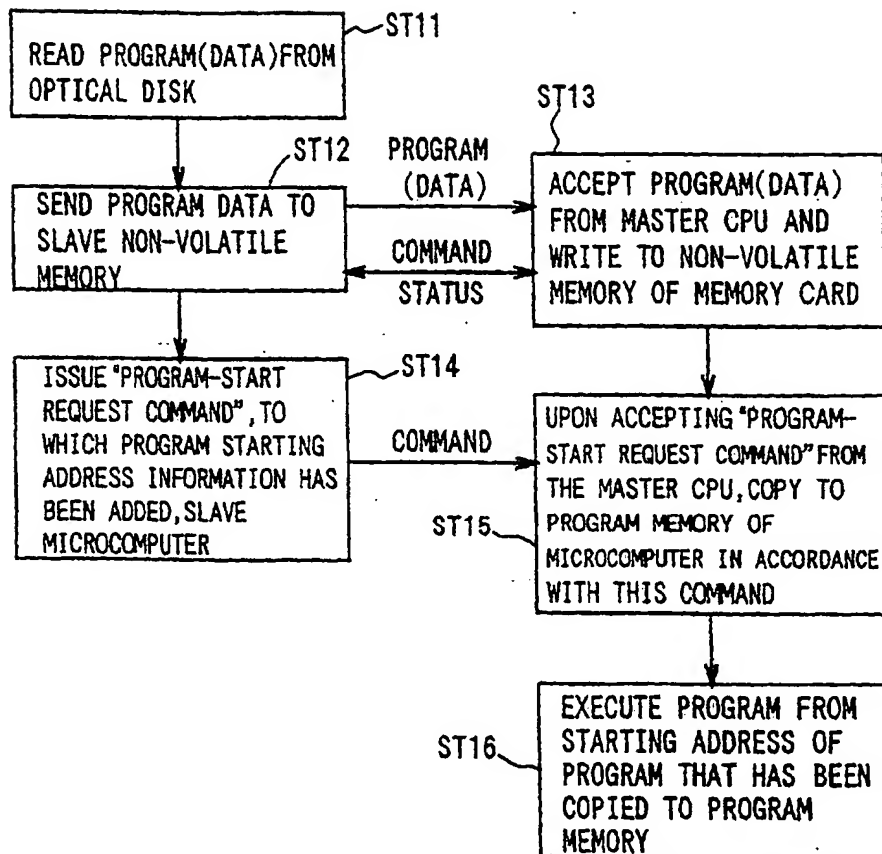 ST11
READ PROGRAM(DATA)FROM
OPTICAL DISK
ST12
SEND PROGRAM DATA TO
SLAVE NON-VOLATILE
MEMORY
PROGRAM
(DATA)
COMMAND
STATUS
ST13
ACCEPT PROGRAM(DATA)
FROM MASTER CPU AND
WRITE TO NON-VOLATILE
MEMORY OF MEMORY CARD
ST14
ISSUE "PROGRAM-START
REQUEST COMMAND", TO
WHICH PROGRAM STARTING
ADDRESS INFORMATION HAS
BEEN ADDED, SLAVE
MICROCOMPUTER
COMMAND
ST15
UPON ACCEPTING "PROGRAM-
START REQUEST COMMAND" FROM
THE MASTER CPU, COPY TO
PROGRAM MEMORY OF
MICROCOMPUTER IN ACCORDANCE
WITH THIS COMMAND
ST16
EXECUTE PROGRAM FROM
STARTING ADDRESS OF
PROGRAM THAT HAS BEEN
COPIED TO PROGRAM
MEMORY